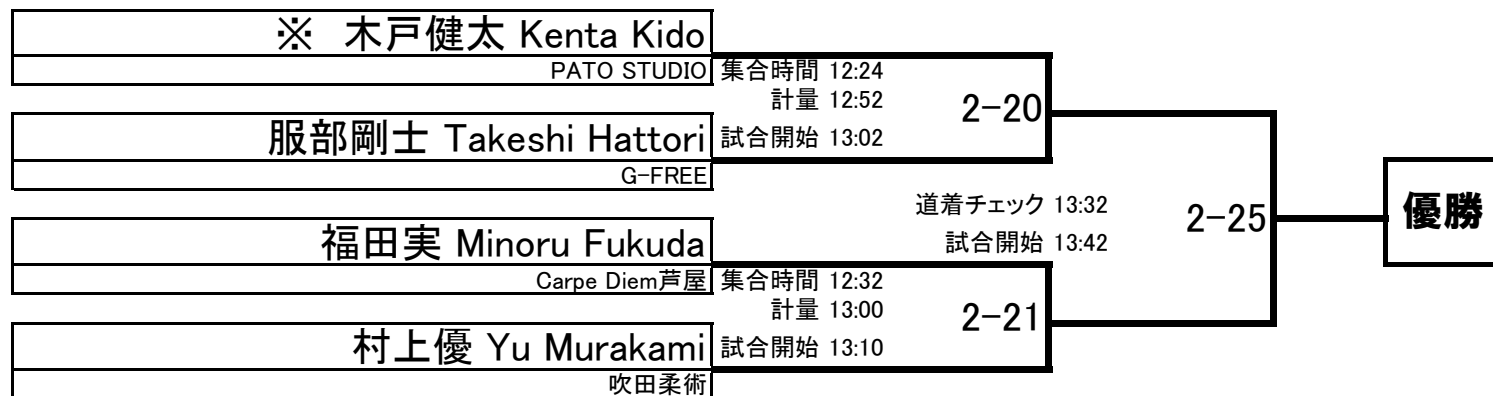 ※ 木戸健太 Kenta Kido
PATO STUDIO
集合時間 12:24
計量 12:52
2-20
服部剛士 Takeshi Hattori
試合開始 13:02
G-FREE
道着チェック 13:32
2-25
優勝
試合開始 13:42
福田実 Minoru Fukuda
Carpe Diem芦屋
集合時間 12:32
計量 13:00
2-21
村上優 Yu Murakami
試合開始 13:10
吹田柔術